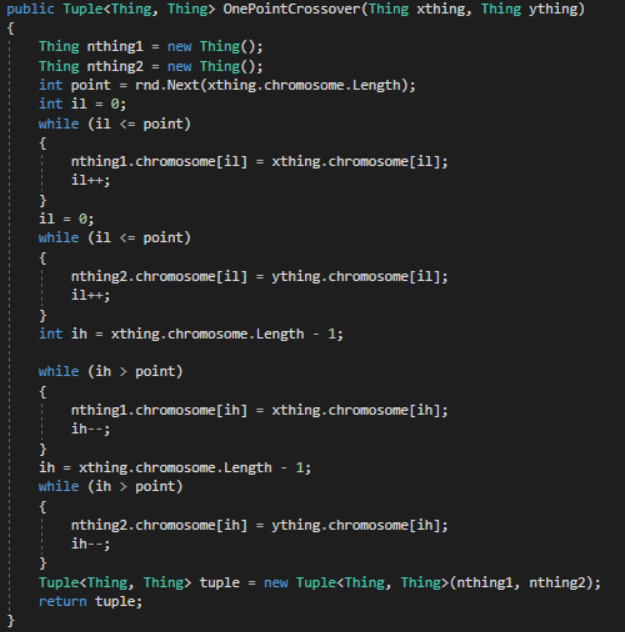 public Tuple<Thing, Thing> OnePointCrossover(Thing xthing, Thing ything)
{
Thing nthing1 = new Thing();
Thing nthing2 = new Thing();
int point = rnd.Next(xthing.chromosome.Length);
int il = 0;
while (il <= point)
{
nthing1.chromosome[il] = xthing.chromosome[il];
il++;
}
il = 0;
while (il <= point)
{
nthing2.chromosome[il] = ything.chromosome[il];
il++;
}
int ih = xthing.chromosome.Length - 1;
while (ih > point)
{
nthing1.chromosome[ih] = xthing.chromosome[ih];
ih--;
}
ih = xthing.chromosome.Length - 1;
while (ih > point)
{
nthing2.chromosome[ih] = ything.chromosome[ih];
ih--;
}
Tuple<Thing, Thing> tuple = new Tuple<Thing, Thing>(nthing1, nthing2);
return tuple;
}